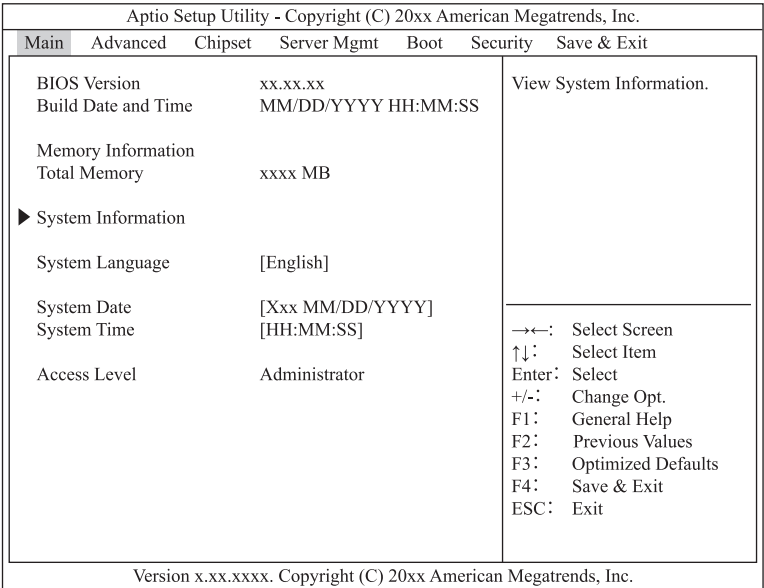 Aptio Setup Utility - Copyright (C) 20xx American Megatrends, Inc.
Main Advanced Chipset Server Mgmt Boot Security Save & Exit
BIOS Version xx.xx.xx
Build Date and Time MM/DD/YYYY HH:MM:SS
Memory Information
Total Memory xxxx MB
▶ System Information
System Language [English]
System Date [Xxx MM/DD/YYYY]
System Time [HH:MM:SS]
Access Level Administrator
View System Information.
→←: Select Screen
↑↓: Select Item
Enter: Select
+/-: Change Opt.
F1: General Help
F2: Previous Values
F3: Optimized Defaults
F4: Save & Exit
ESC: Exit
Version x.xx.xxxx. Copyright (C) 20xx American Megatrends, Inc.